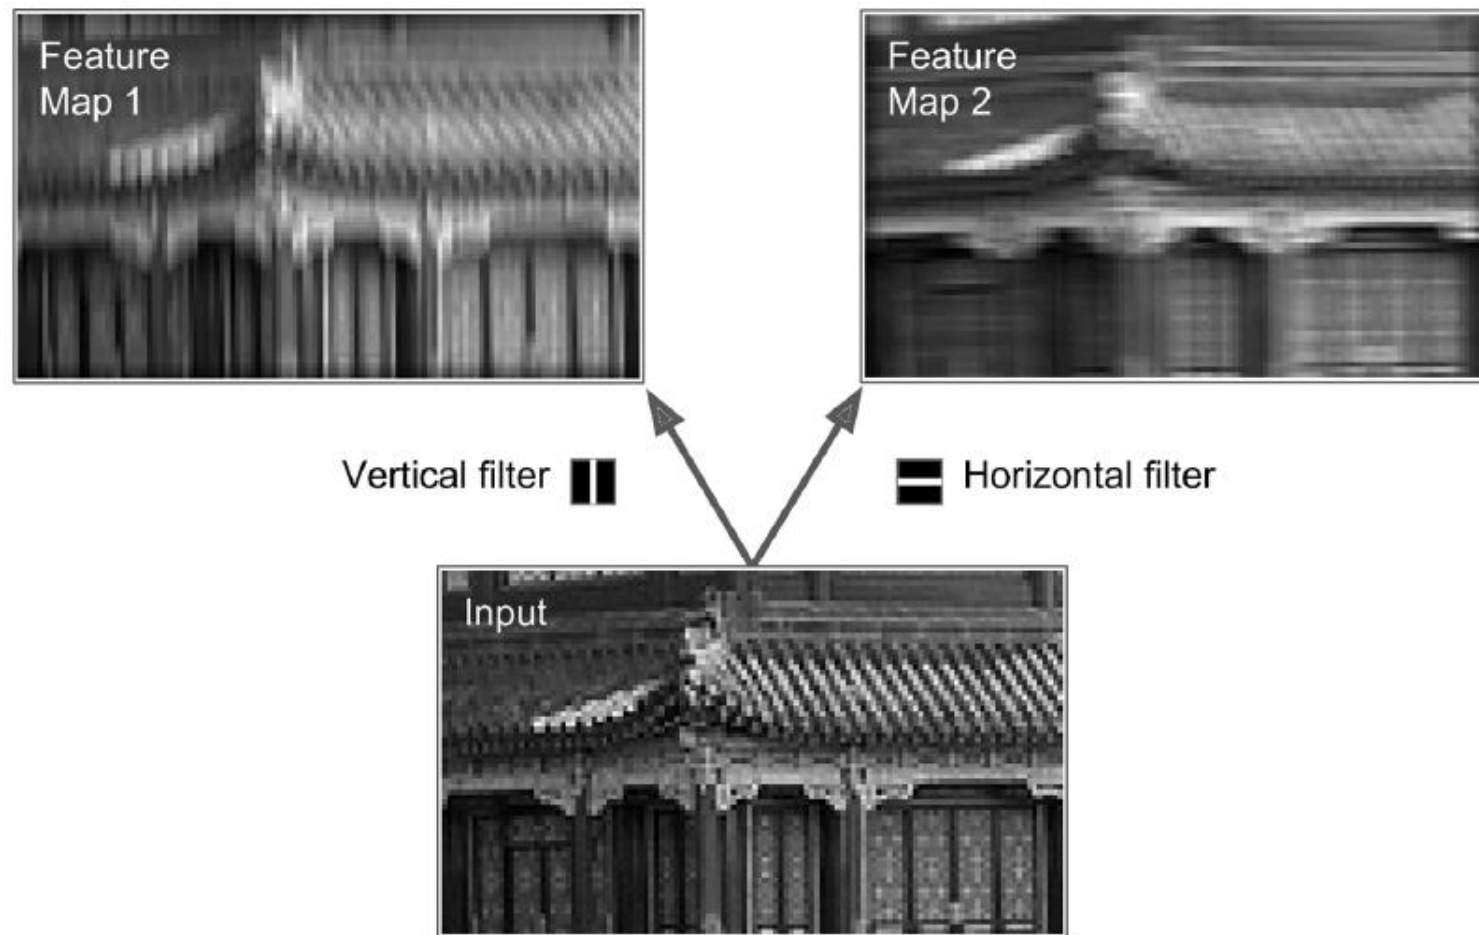 Feature
Map 1
Feature
Map 2
Vertical filter
Horizontal filter
Input